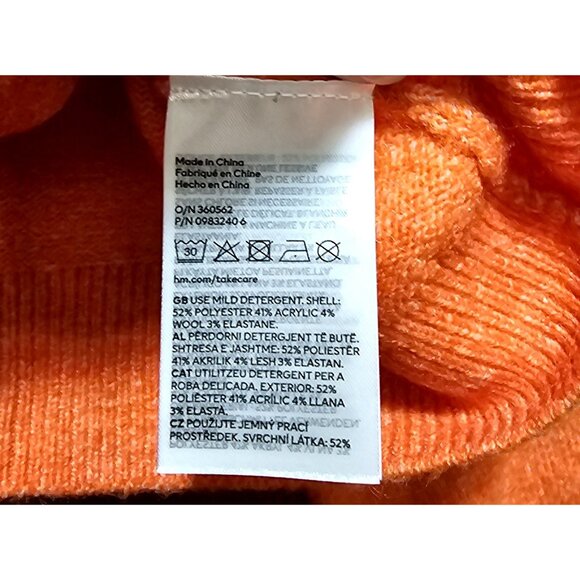 Made in China
Fabriqué en Chine
Hecho en China
O/N 360562
P/N 0983240 6
30
hm.com/takecare
GB USE MILD DETERGENT. SHELL:
52% POLYESTER 41% ACRYLIC 4%
WOOL 3% ELASTANE.
AL PËRDORNI DETERGJENT TË BUTË.
SHTRESA E JASHTME: 52% POLIESTËR
41% AKRILIK 4% LESH 3% ELASTAN.
CAT UTILITZEU DETERGENT PER A
ROBA DELICADA. EXTERIOR: 52%
POLIÈSTER 41% ACRÍLIC 4% LLANA
3% ELASTÀ.
CZ POUŽIJTE JEMNÝ PRACÍ
PROSTŘEDEK. SVRCHNÍ LÁTKA: 52%